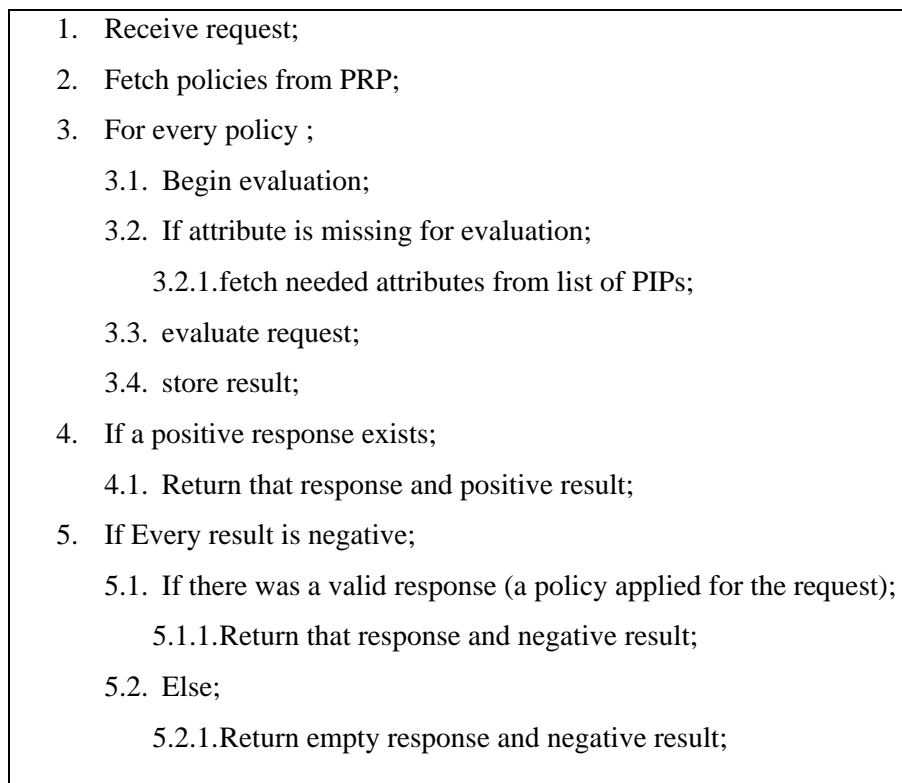 1. Receive request;
2. Fetch policies from PRP;
3. For every policy ;
3.1. Begin evaluation;
3.2. If attribute is missing for evaluation;
3.2.1.fetch needed attributes from list of PIPs;
3.3. evaluate request;
3.4. store result;
4. If a positive response exists;
4.1. Return that response and positive result;
5. If Every result is negative;
5.1. If there was a valid response (a policy applied for the request);
5.1.1.Return that response and negative result;
5.2. Else;
5.2.1.Return empty response and negative result;